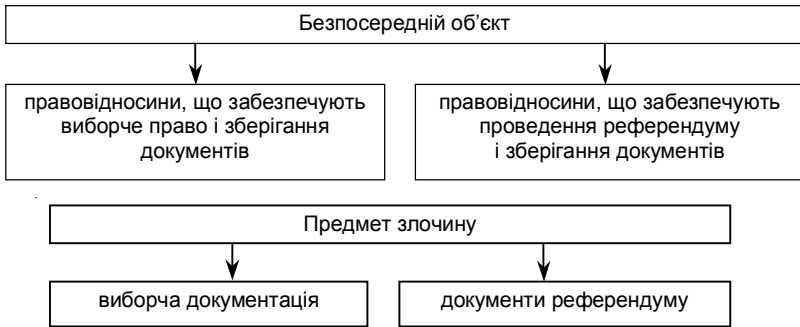 Безпосередній об’єкт
правовідносини, що забезпечують
виборче право і зберігання
документів
правовідносини, що забезпечують
проведення референдуму
і зберігання документів
Предмет злочину
виборча документація
документи референдуму